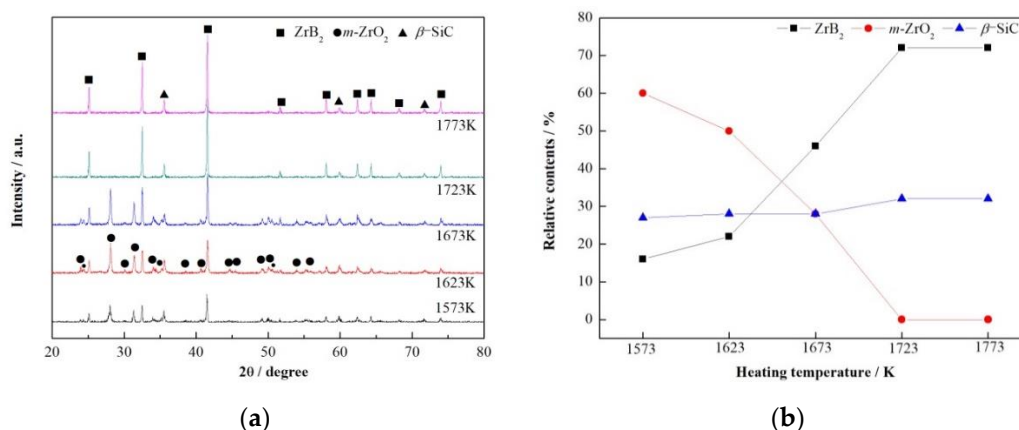 ZrB₂ m-ZrO₂ β-SiC
1773K
1723K
1673K
1623K
1573K
Intensity / a.u.
20 30 40 50 60 70 80
2θ / degree
(a)
ZrB₂ m-ZrO₂ β-SiC
80
70
60
50
40
30
20
10
0
Relative contents / %
1573 1623 1673 1723 1773
Heating temperature / K
(b)